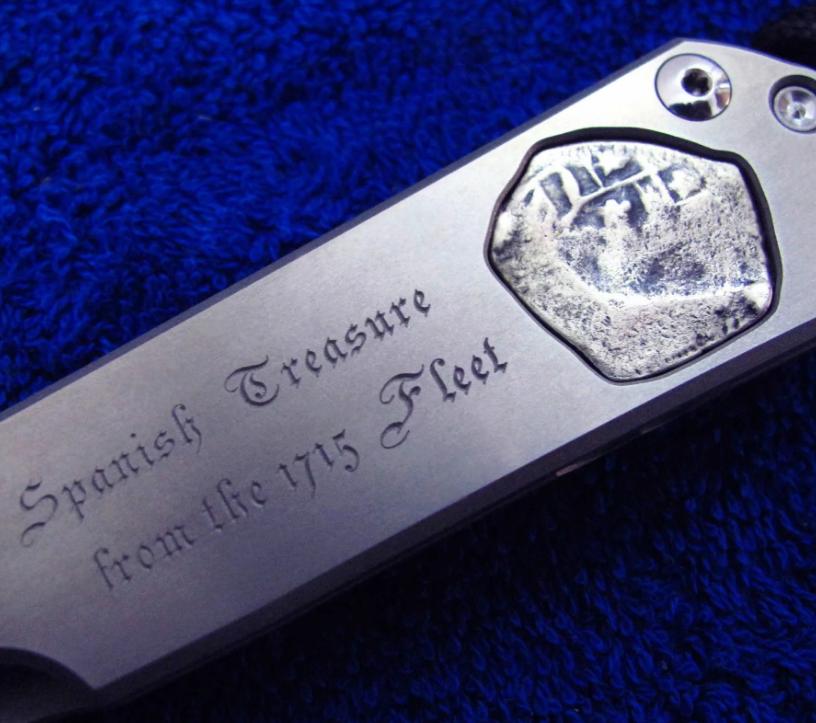 Spanish Treasure
from the 1715 Fleet